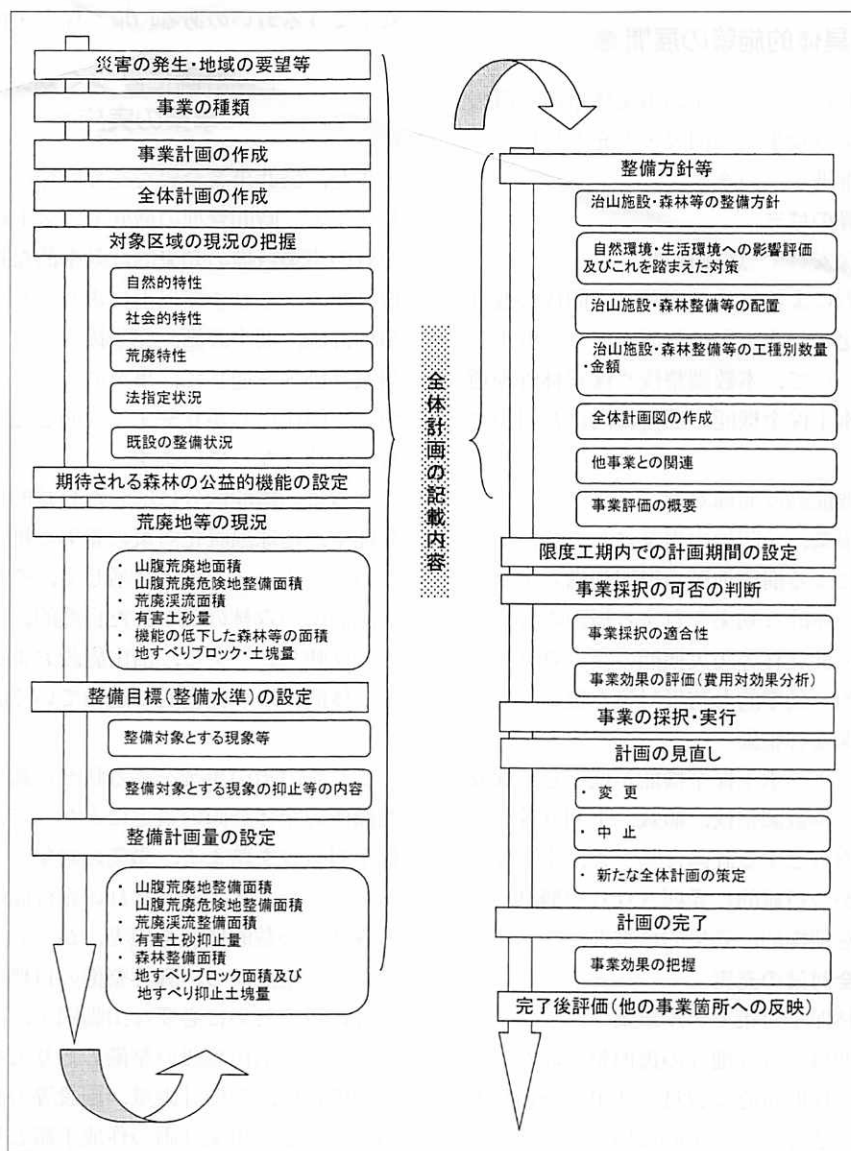 災害の発生・地域の要望等
事業の種類
事業計画の作成
全体計画の作成
対象区域の現況の把握
自然的特性
社会的特性
荒廃特性
法指定状況
既設の整備状況
期待される森林の公益的機能の設定
荒廃地等の現況
・ 山腹荒廃地面積
・ 山腹荒廃危険地整備面積
・ 荒廃渓流面積
・ 有害土砂量
・ 機能の低下した森林等の面積
・ 地すべりブロック・土塊量
整備目標(整備水準)の設定
整備対象とする現象等
整備対象とする現象の抑止等の内容
整備計画量の設定
・ 山腹荒廃地整備面積
・ 山腹荒廃危険地整備面積
・ 荒廃渓流整備面積
・ 有害土砂抑止量
・ 森林整備面積
・ 地すべりブロック面積及び
地すべり抑止土塊量
全体計画の記載内容
整備方針等
治山施設・森林等の整備方針
自然環境・生活環境への影響評価
及びこれを踏まえた対策
治山施設・森林整備等の配置
治山施設・森林整備等の工種別数量
・金額
全体計画図の作成
他事業との関連
事業評価の概要
限度工期内での計画期間の設定
事業採択の可否の判断
事業採択の適合性
事業効果の評価(費用対効果分析)
事業の採択・実行
計画の見直し
・ 変 更
・ 中 止
・ 新たな全体計画の策定
計画の完了
事業効果の把握
完了後評価(他の事業箇所への反映)